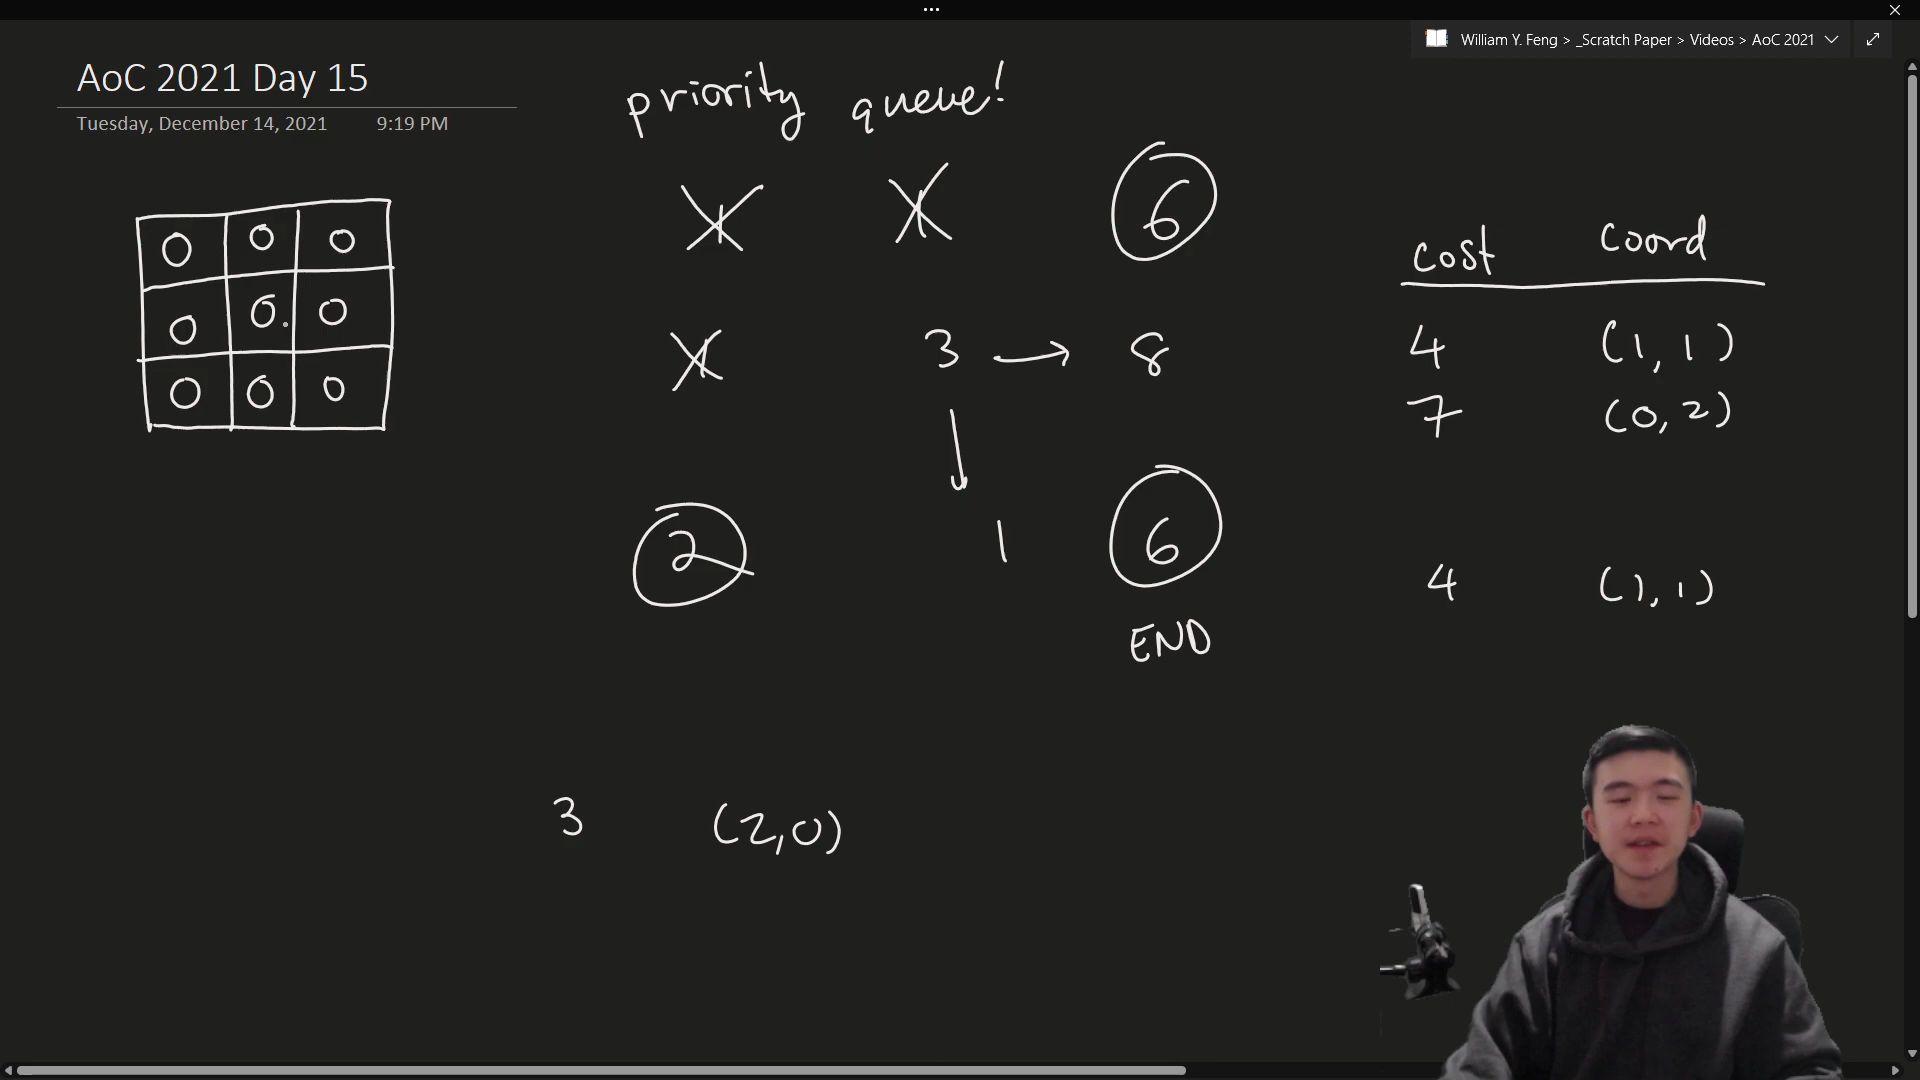 William Y. Feng > _Scratch Paper > Videos > AoC 2021
AoC 2021 Day 15
Tuesday, December 14, 2021 9:19 PM
priority queue!
0 0 0
0 0. 0
0 0 0
X X 6
X 3 → 8
2 1 6
END
cost coord
4 (1, 1)
7 (0, 2)
4 (1, 1)
3 (2,0)